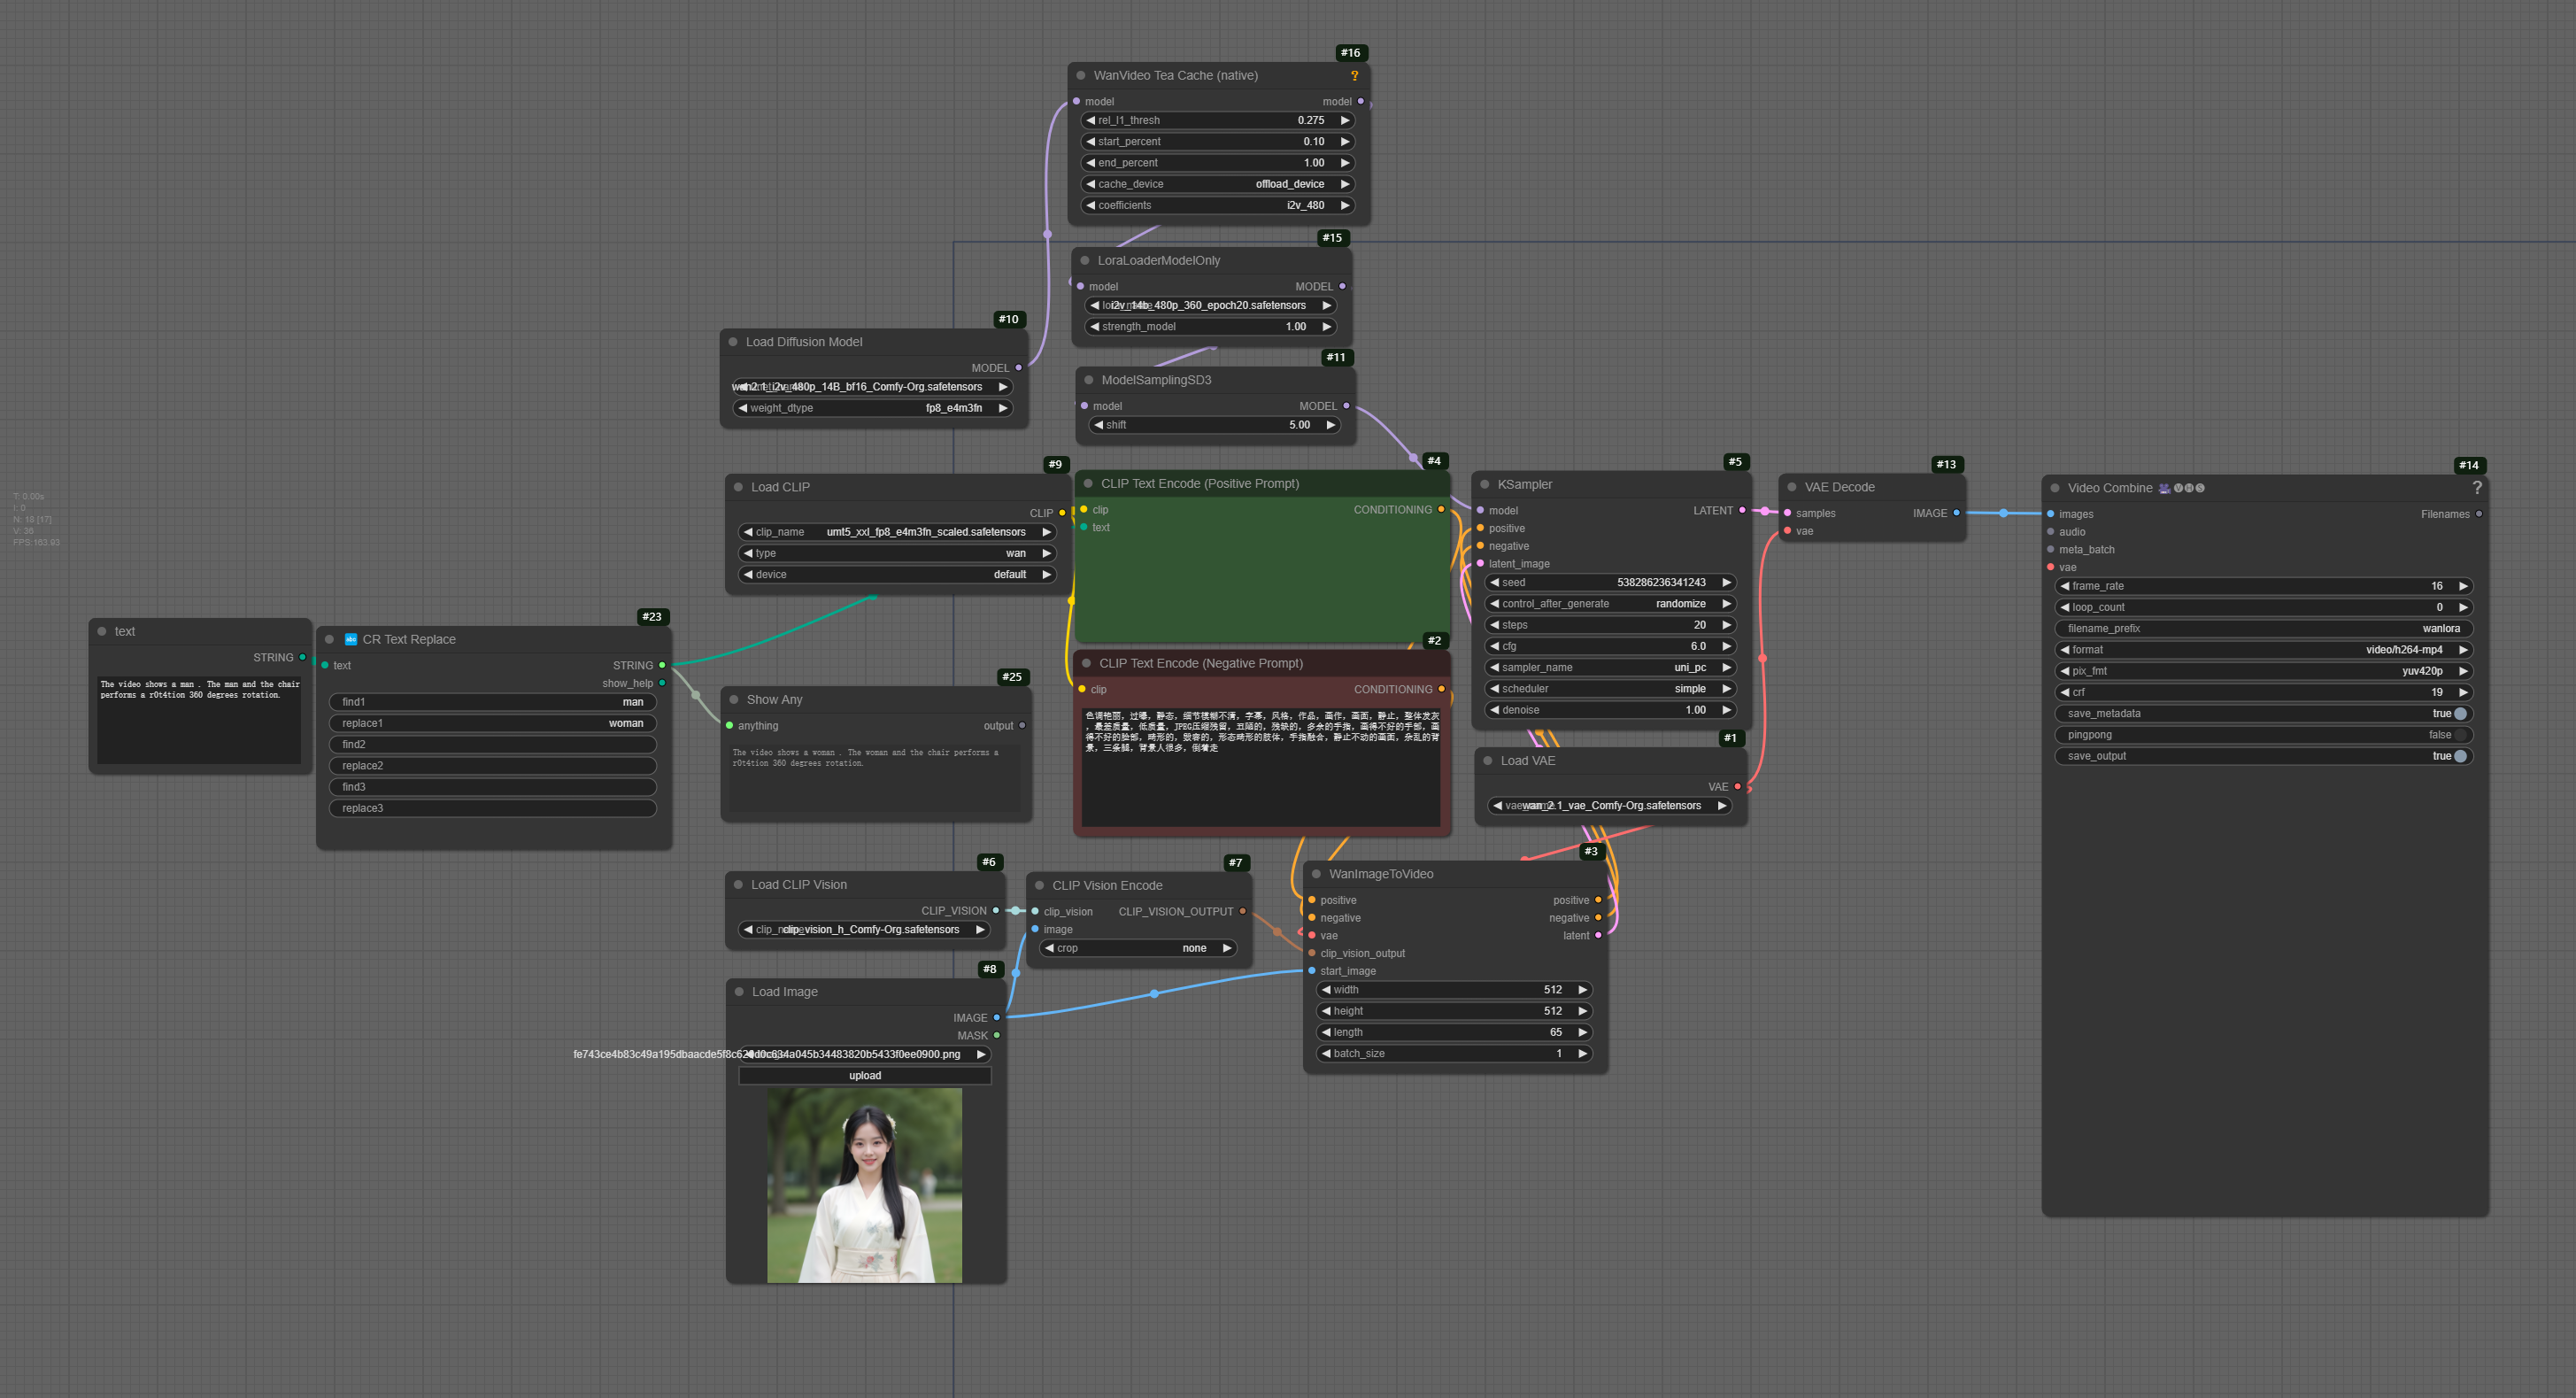 #16
WanVideo Tea Cache (native) ?
model model
rel_l1_thresh 0.275
start_percent 0.10
end_percent 1.00
cache_device offload_device
coefficients i2v_480
#15
LoraLoaderModelOnly
model MODEL
i2v_14b_480p_360_epoch20.safetensors
strength_model 1.00
#10
Load Diffusion Model
MODEL
wan2.1_i2v_480p_14B_bf16_Comfy-Org.safetensors
weight_dtype fp8_e4m3fn
#11
ModelSamplingSD3
model MODEL
shift 5.00
#9
Load CLIP
CLIP
clip_name umt5_xxl_fp8_e4m3fn_scaled.safetensors
type wan
device default
#4
CLIP Text Encode (Positive Prompt)
clip CONDITIONING
text
#5
KSampler
model LATENT
positive
negative
latent_image
seed 538286236341243
control_after_generate randomize
steps 20
cfg 6.0
sampler_name uni_pc
scheduler simple
denoise 1.00
#13
VAE Decode
samples IMAGE
vae
#14
Video Combine VHS ?
images Filenames
audio
meta_batch
vae
frame_rate 16
loop_count 0
filename_prefix wanlora
format video/h264-mp4
pix_fmt yuv420p
crf 19
save_metadata true
pingpong false
save_output true
T: 0.00s
I: 0
N: 18 [17]
V: 36
FPS:163.93
text
STRING
The video shows a man . The man and the chair
performs a r0t4tion 360 degrees rotation.
#23
abc CR Text Replace
text STRING
show_help
find1 man
replace1 woman
find2
replace2
find3
replace3
#25
Show Any
anything output
The video shows a woman . The woman and the chair performs a
r0t4tion 360 degrees rotation.
#2
CLIP Text Encode (Negative Prompt)
clip CONDITIONING
色调艳丽，过曝，静态，细节模糊不清，字幕，风格，作品，画作，画面，静止，整体发灰
，最差质量，低质量，JPEG压缩残留，丑陋的，残缺的，多余的手指，画得不好的手部，画
得不好的脸部，畸形的，毁容的，形态畸形的肢体，手指融合，静止不动的画面，杂乱的背
景，三条腿，背景人很多，倒着走
#1
Load VAE
VAE
wan_2.1_vae_Comfy-Org.safetensors
#6
Load CLIP Vision
CLIP_VISION
clip_vision_h_Comfy-Org.safetensors
#7
CLIP Vision Encode
clip_vision CLIP_VISION_OUTPUT
image
crop none
#3
WanImageToVideo
positive positive
negative negative
vae latent
clip_vision_output
start_image
width 512
height 512
length 65
batch_size 1
#8
Load Image
IMAGE
MASK
upload